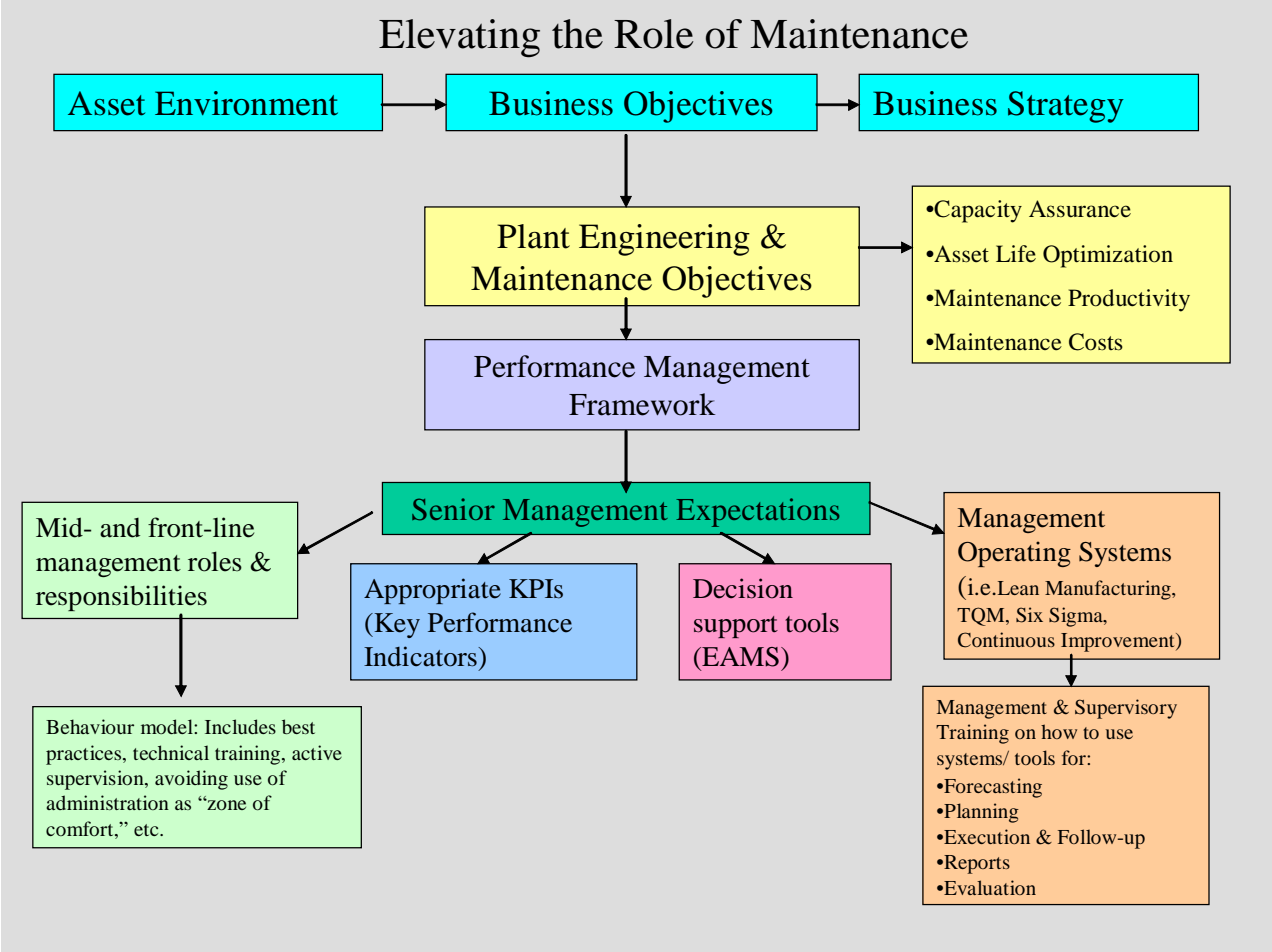 Elevating the Role of Maintenance
Asset Environment
Business Objectives
Business Strategy
Plant Engineering &
Maintenance Objectives
•Capacity Assurance
•Asset Life Optimization
•Maintenance Productivity
•Maintenance Costs
Performance Management
Framework
Senior Management Expectations
Mid- and front-line
management roles &
responsibilities
Appropriate KPIs
(Key Performance
Indicators)
Decision
support tools
(EAMS)
Management
Operating Systems
(i.e.Lean Manufacturing,
TQM, Six Sigma,
Continuous Improvement)
Behaviour model: Includes best
practices, technical training, active
supervision, avoiding use of
administration as “zone of
comfort,” etc.
Management & Supervisory
Training on how to use
systems/ tools for:
•Forecasting
•Planning
•Execution & Follow-up
•Reports
•Evaluation